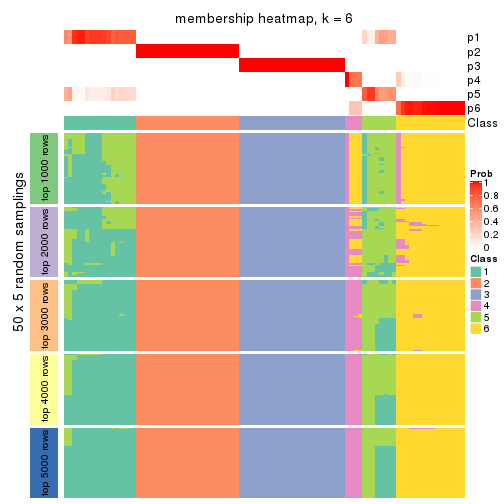 membership heatmap, k = 6
p1
p2
p3
p4
p5
p6
Class
50 x 5 random samplings
top 1000 rows
top 2000 rows
top 3000 rows
top 4000 rows
top 5000 rows
Prob
1
0.8
0.6
0.4
0.2
0
Class
1
2
3
4
5
6